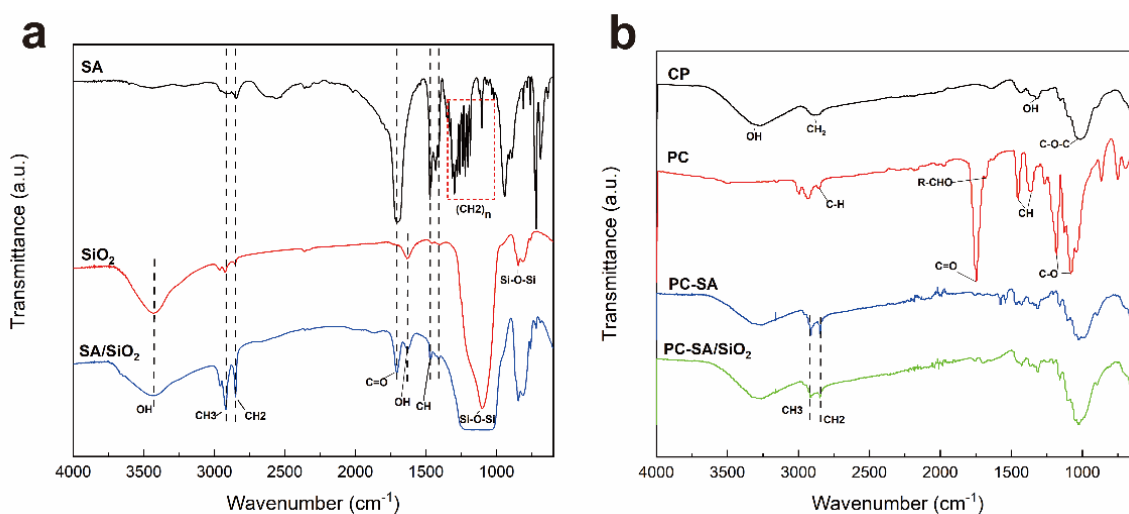 a
SA
(CH2)n
SiO2
Si-O-Si
SA/SiO2
C=O
OH
OH
CH
CH3
CH2
Si-O-Si
Transmittance (a.u.)
4000 3500 3000 2500 2000 1500 1000
Wavenumber (cm-1)
b
CP
OH
CH2
OH
C-O-C
PC
R-CHO
C-H
CH
C=O
C-O
PC-SA
PC-SA/SiO2
CH3
CH2
Transmittance (a.u.)
4000 3500 3000 2500 2000 1500 1000
Wavenumber (cm-1)